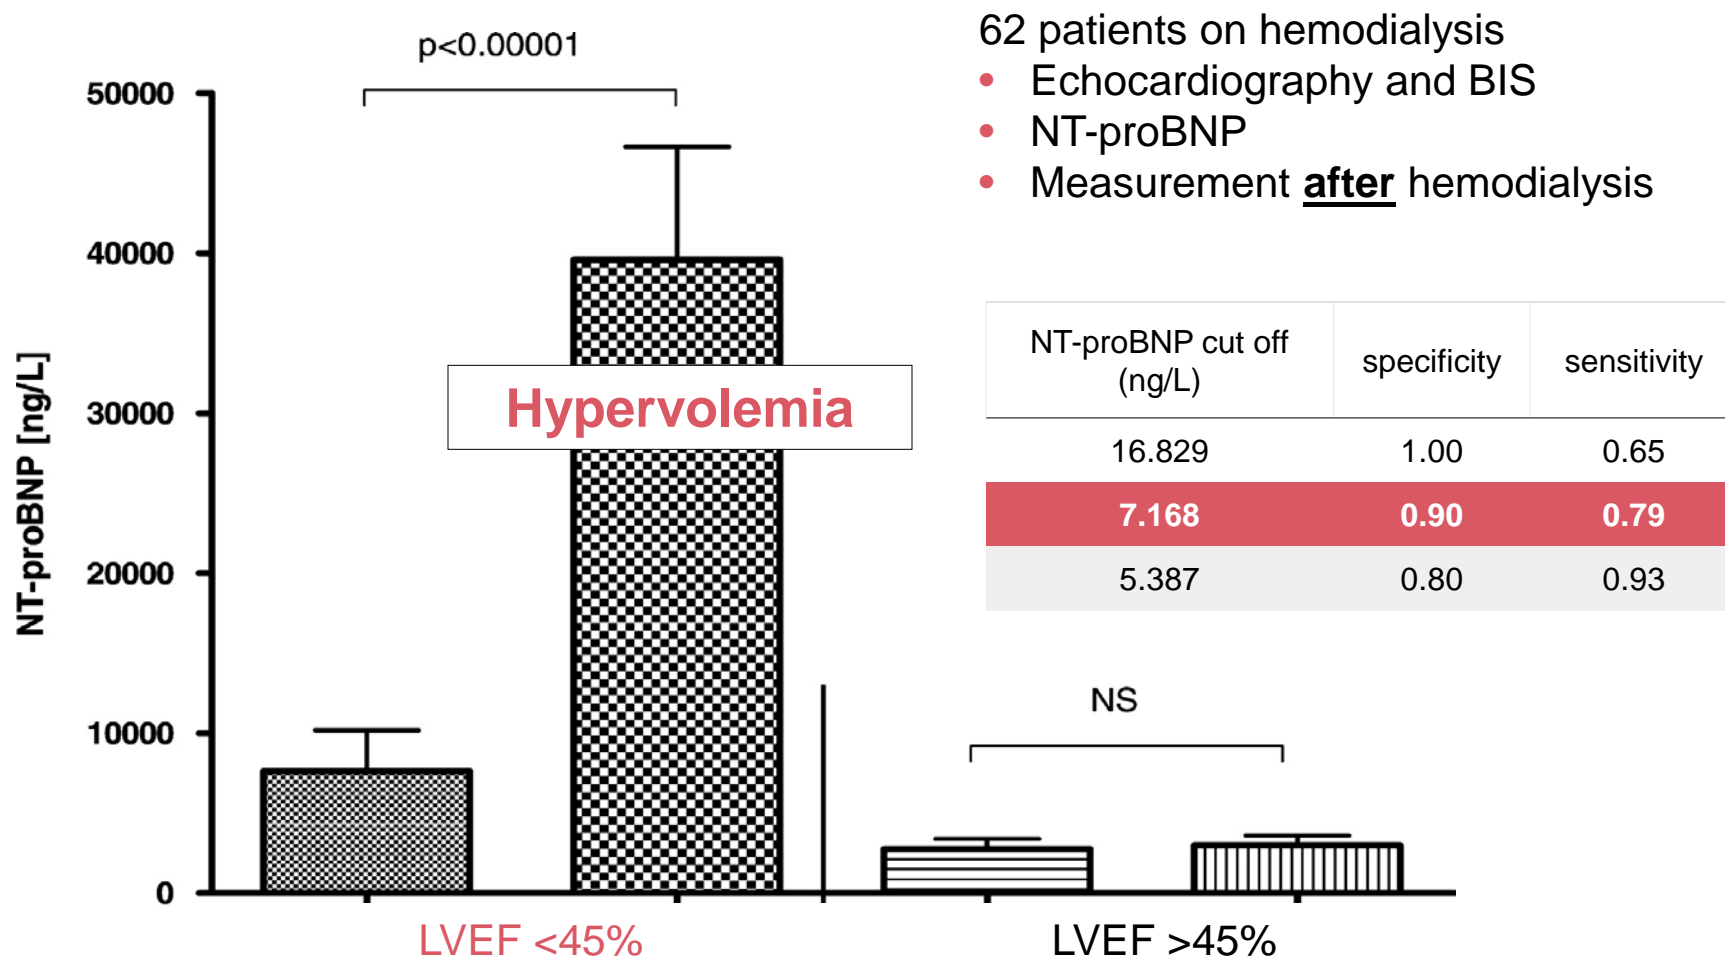 p<0.00001
50000
40000
30000
20000
10000
0
NT-proBNP [ng/L]
Hypervolemia
NS
LVEF <45%
LVEF >45%
62 patients on hemodialysis
• Echocardiography and BIS
• NT-proBNP
• Measurement after hemodialysis
NT-proBNP cut off
(ng/L)
specificity
sensitivity
16.829 1.00 0.65
7.168 0.90 0.79
5.387 0.80 0.93